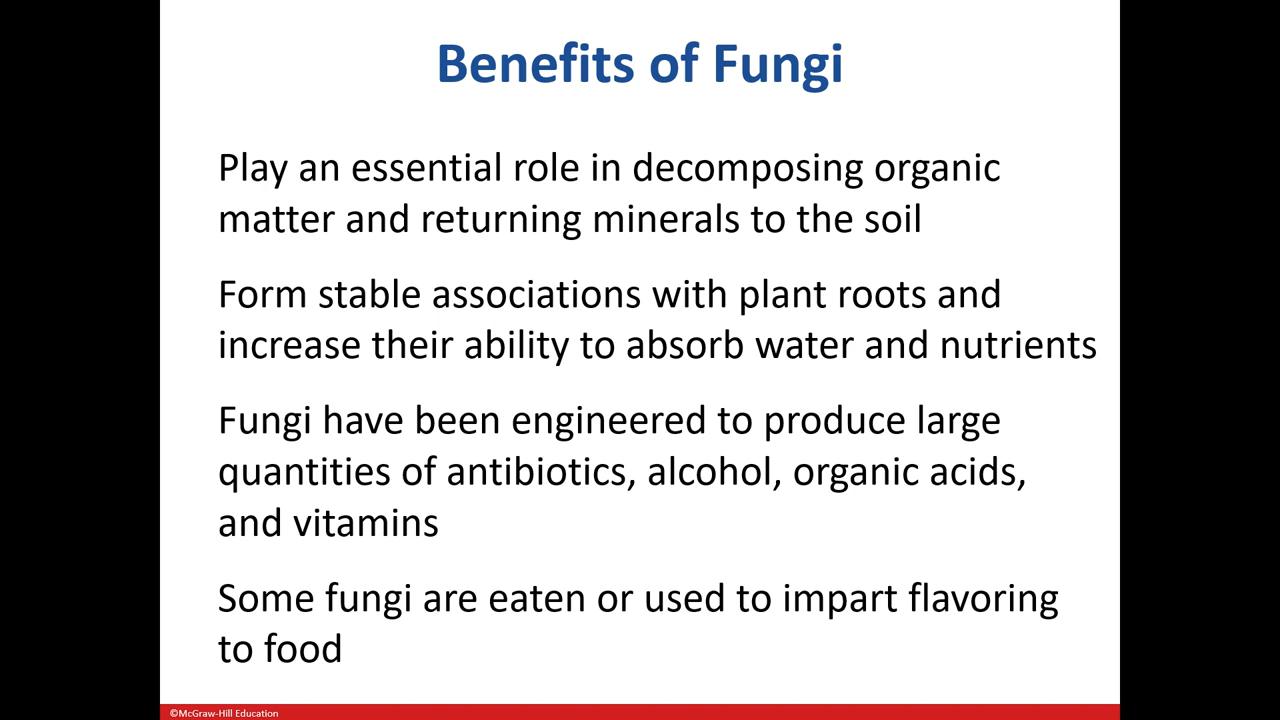 Benefits of Fungi
Play an essential role in decomposing organic
matter and returning minerals to the soil
Form stable associations with plant roots and
increase their ability to absorb water and nutrients
Fungi have been engineered to produce large
quantities of antibiotics, alcohol, organic acids,
and vitamins
Some fungi are eaten or used to impart flavoring
to food
©McGraw-Hill Education